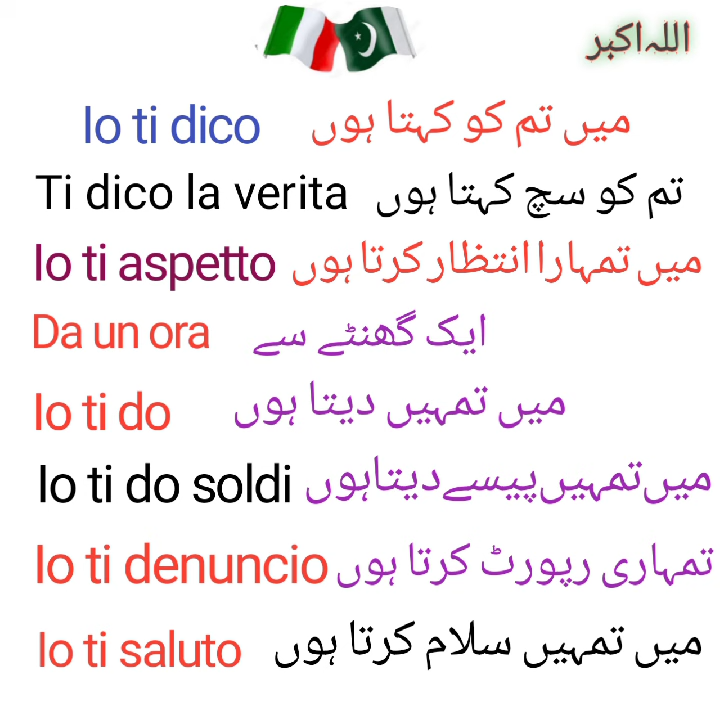 اللہ اکبر
Io ti dico میں تم کو کہتا ہوں
Ti dico la verita تم کو سچ کہتا ہوں
Io ti aspetto میں تمہارا انتظار کرتا ہوں
Da un ora ایک گھنٹے سے
Io ti do میں تمہیں دیتا ہوں
Io ti do soldi میں تمہیں پیسے دیتا ہوں
Io ti denuncio تمہاری رپورٹ کرتا ہوں
Io ti saluto میں تمہیں سلام کرتا ہوں